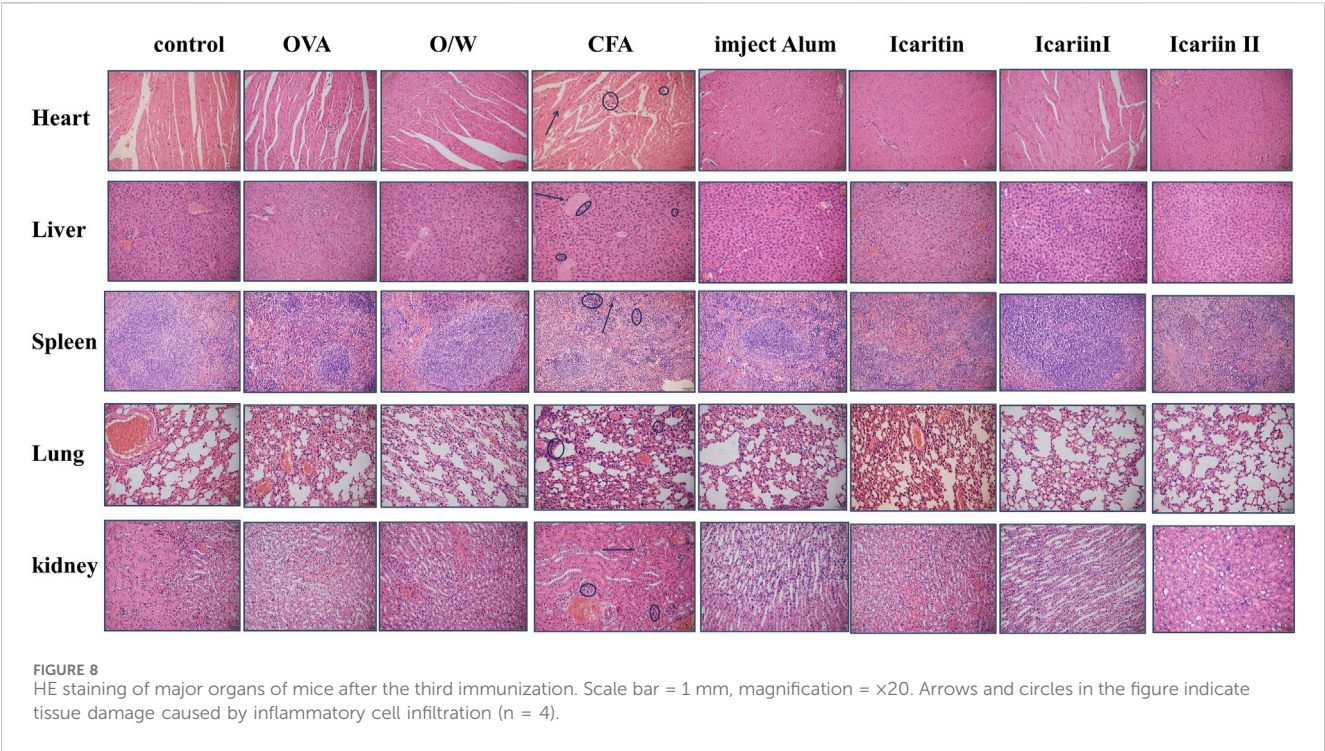 control OVA O/W CFA imject Alum Icaritin IcariinI Icariin II
Heart
Liver
Spleen
Lung
kidney
FIGURE 8
HE staining of major organs of mice after the third immunization. Scale bar = 1 mm, magnification = ×20. Arrows and circles in the figure indicate
tissue damage caused by inflammatory cell infiltration (n = 4).